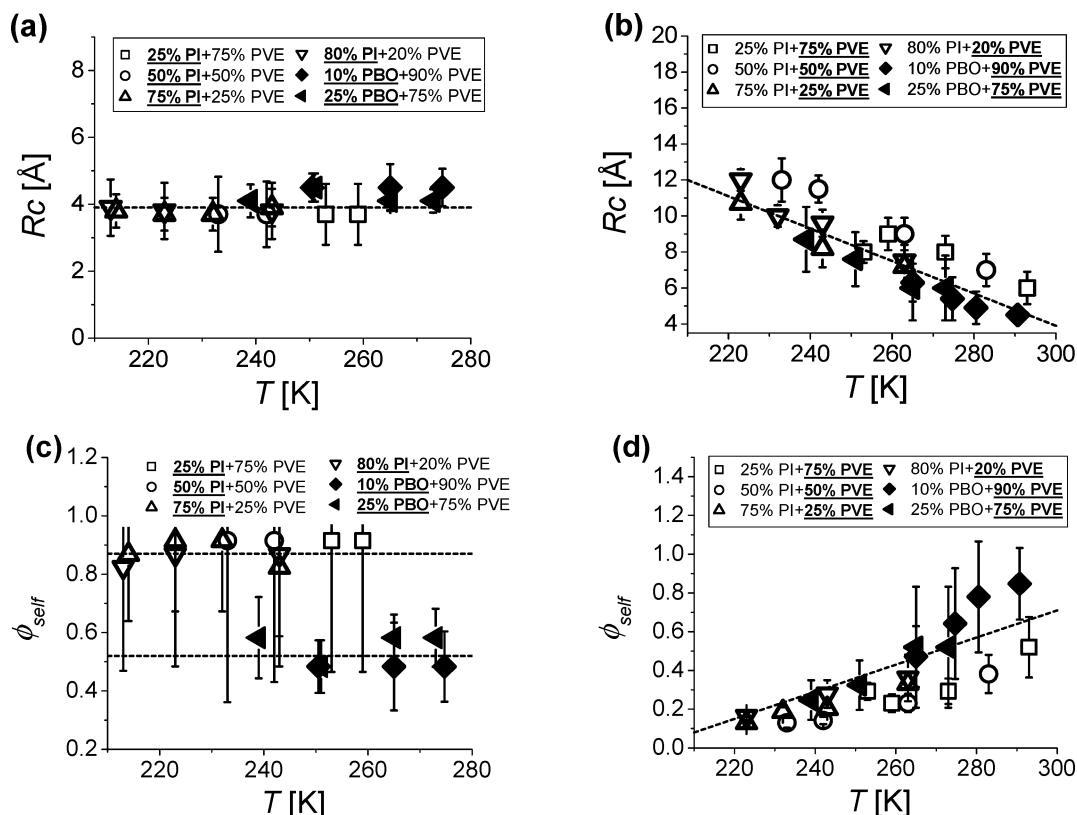 (a)
25% PI+75% PVE
50% PI+50% PVE
75% PI+25% PVE
80% PI+20% PVE
10% PBO+90% PVE
25% PBO+75% PVE
8
6
4
2
0
Rc [Å]
220
240
260
280
T [K]
(b)
25% PI+75% PVE
50% PI+50% PVE
75% PI+25% PVE
80% PI+20% PVE
10% PBO+90% PVE
25% PBO+75% PVE
20
18
16
14
12
10
8
6
4
Rc [Å]
220
240
260
280
300
T [K]
(c)
25% PI+75% PVE
50% PI+50% PVE
75% PI+25% PVE
80% PI+20% PVE
10% PBO+90% PVE
25% PBO+75% PVE
1.2
1.0
0.8
0.6
0.4
0.2
ϕself
220
240
260
280
T [K]
(d)
25% PI+75% PVE
50% PI+50% PVE
75% PI+25% PVE
80% PI+20% PVE
10% PBO+90% PVE
25% PBO+75% PVE
1.4
1.2
1.0
0.8
0.6
0.4
0.2
0.0
ϕself
220
240
260
280
300
T [K]